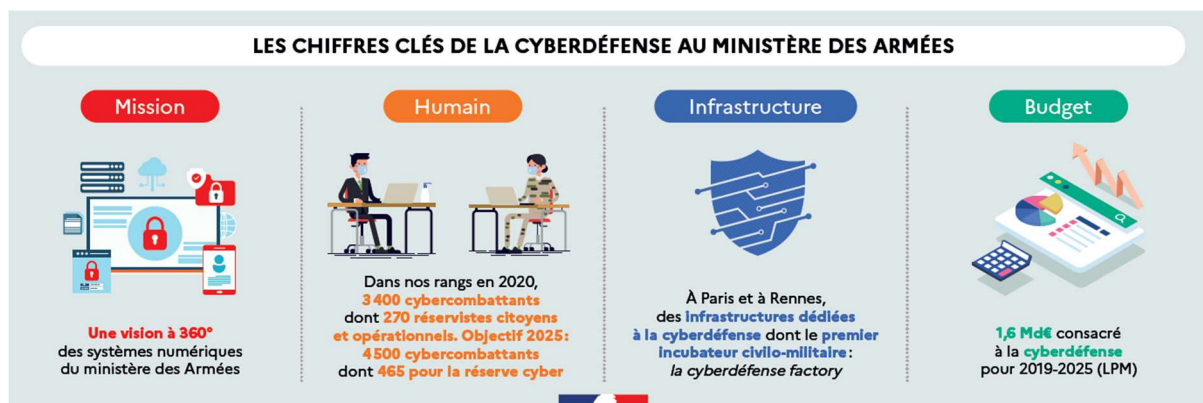 LES CHIFFRES CLÉS DE LA CYBERDÉFENSE AU MINISTÈRE DES ARMÉES
Mission
Une vision à 360°
des systèmes numériques
du ministère des Armées
Humain
Dans nos rangs en 2020,
3 400 cybercombattants
dont 270 réservistes citoyens
et opérationnels. Objectif 2025 :
4 500 cybercombattants
dont 465 pour la réserve cyber
Infrastructure
À Paris et à Rennes,
des infrastructures dédiées
à la cyberdéfense dont le premier
incubateur civilo-militaire :
la cyberdéfense factory
Budget
1,6 Md€ consacré
à la cyberdéfense
pour 2019-2025 (LPM)